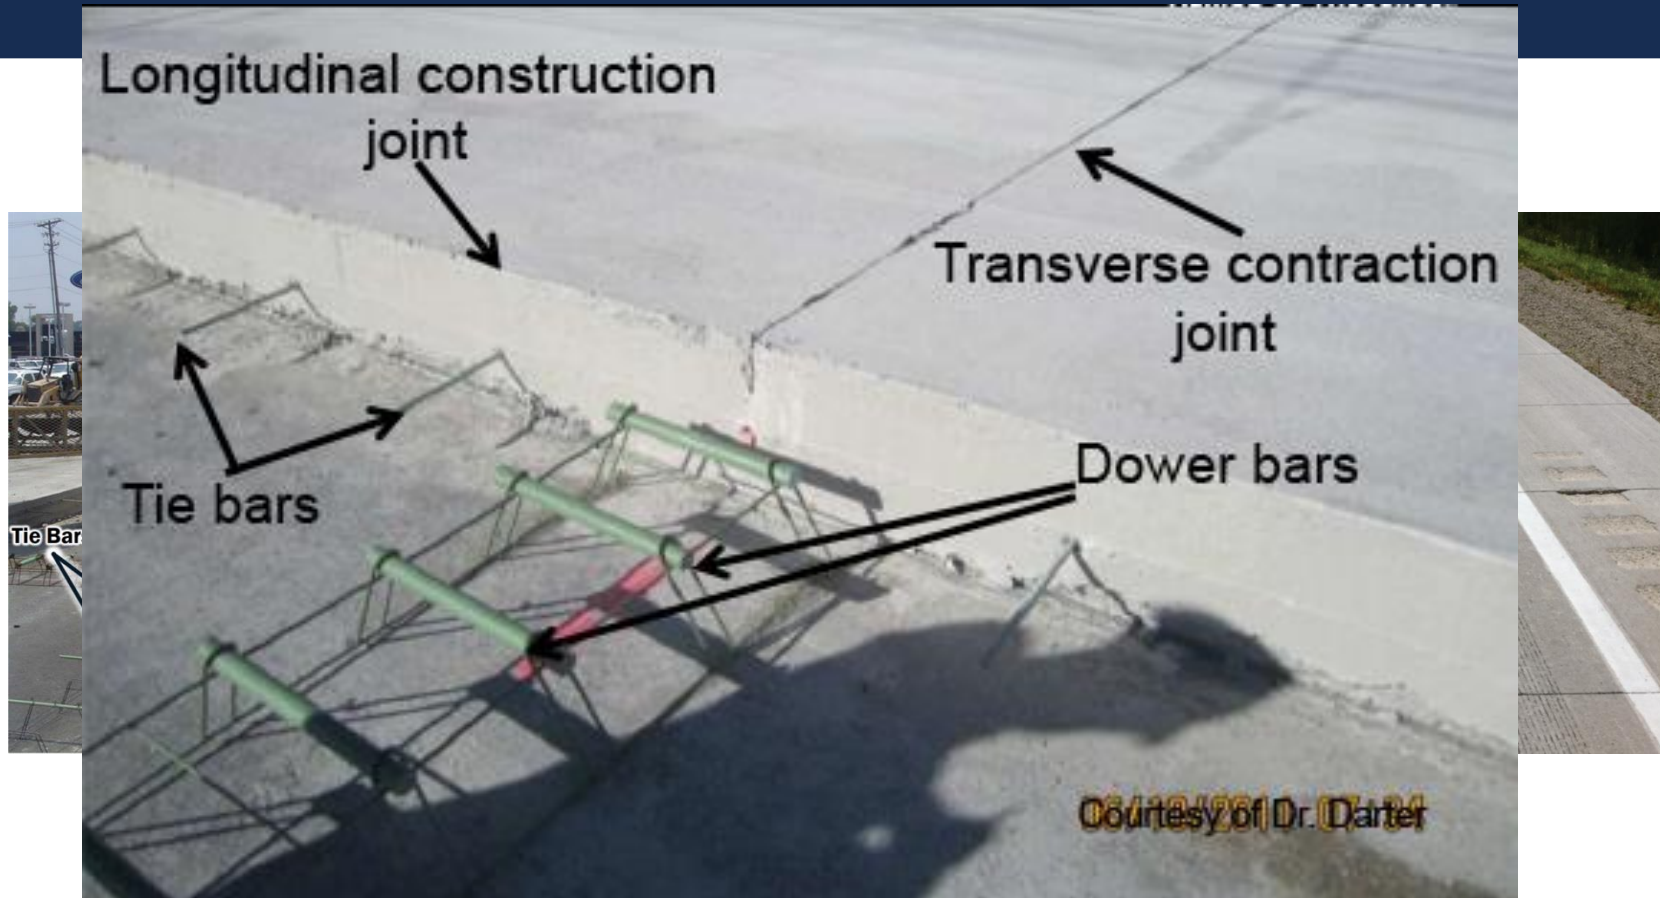 Longitudinal construction
joint
Transverse contraction
joint
Dower bars
Tie bars
Tie Bar
Courtesy of Dr. Darter